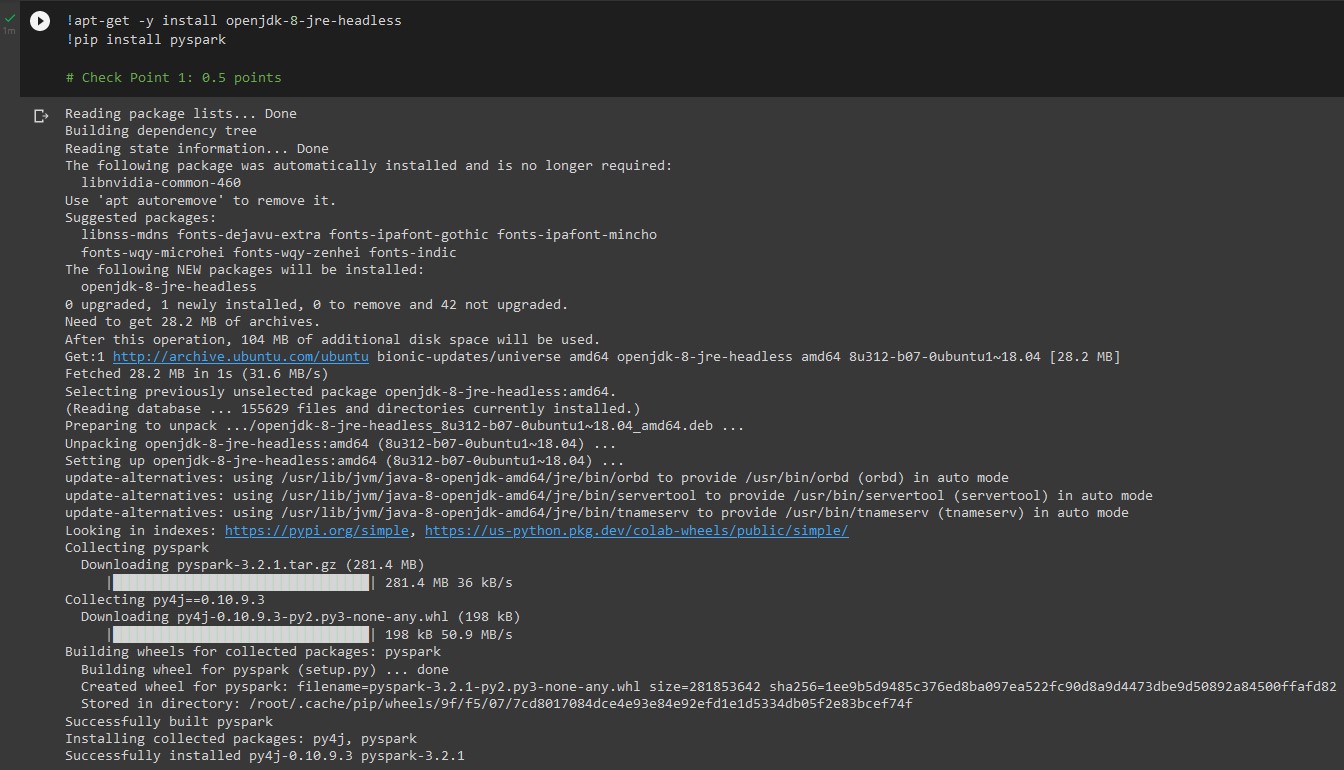 !apt-get -y install openjdk-8-jre-headless
1m
!pip install pyspark
# Check Point 1: 0.5 points
Reading package lists... Done
Building dependency tree
Reading state information... Done
The following package was automatically installed and is no longer required:
libnvidia-common-460
Use 'apt autoremove' to remove it.
Suggested packages:
libnss-mdns fonts-dejavu-extra fonts-ipafont-gothic fonts-ipafont-mincho
fonts-wqy-microhei fonts-wqy-zenhei fonts-indic
The following NEW packages will be installed:
openjdk-8-jre-headless
0 upgraded, 1 newly installed, 0 to remove and 42 not upgraded.
Need to get 28.2 MB of archives.
After this operation, 104 MB of additional disk space will be used.
Get:1 http://archive.ubuntu.com/ubuntu bionic-updates/universe amd64 openjdk-8-jre-headless amd64 8u312-b07-0ubuntu1~18.04 [28.2 MB]
Fetched 28.2 MB in 1s (31.6 MB/s)
Selecting previously unselected package openjdk-8-jre-headless:amd64.
(Reading database ... 155629 files and directories currently installed.)
Preparing to unpack .../openjdk-8-jre-headless_8u312-b07-0ubuntu1~18.04_amd64.deb ...
Unpacking openjdk-8-jre-headless:amd64 (8u312-b07-0ubuntu1~18.04) ...
Setting up openjdk-8-jre-headless:amd64 (8u312-b07-0ubuntu1~18.04) ...
update-alternatives: using /usr/lib/jvm/java-8-openjdk-amd64/jre/bin/orbd to provide /usr/bin/orbd (orbd) in auto mode
update-alternatives: using /usr/lib/jvm/java-8-openjdk-amd64/jre/bin/servertool to provide /usr/bin/servertool (servertool) in auto mode
update-alternatives: using /usr/lib/jvm/java-8-openjdk-amd64/jre/bin/tnameserv to provide /usr/bin/tnameserv (tnameserv) in auto mode
Looking in indexes: https://pypi.org/simple, https://us-python.pkg.dev/colab-wheels/public/simple/
Collecting pyspark
Downloading pyspark-3.2.1.tar.gz (281.4 MB)
|████████████████████████████████| 281.4 MB 36 kB/s
Collecting py4j==0.10.9.3
Downloading py4j-0.10.9.3-py2.py3-none-any.whl (198 kB)
|████████████████████████████████| 198 kB 50.9 MB/s
Building wheels for collected packages: pyspark
Building wheel for pyspark (setup.py) ... done
Created wheel for pyspark: filename=pyspark-3.2.1-py2.py3-none-any.whl size=281853642 sha256=1ee9b5d9485c376ed8ba097ea522fc90d8a9d4473dbe9d50892a84500ffafd82
Stored in directory: /root/.cache/pip/wheels/9f/f5/07/7cd8017084dce4e93e84e92efd1e1d5334db05f2e83bcef74f
Successfully built pyspark
Installing collected packages: py4j, pyspark
Successfully installed py4j-0.10.9.3 pyspark-3.2.1